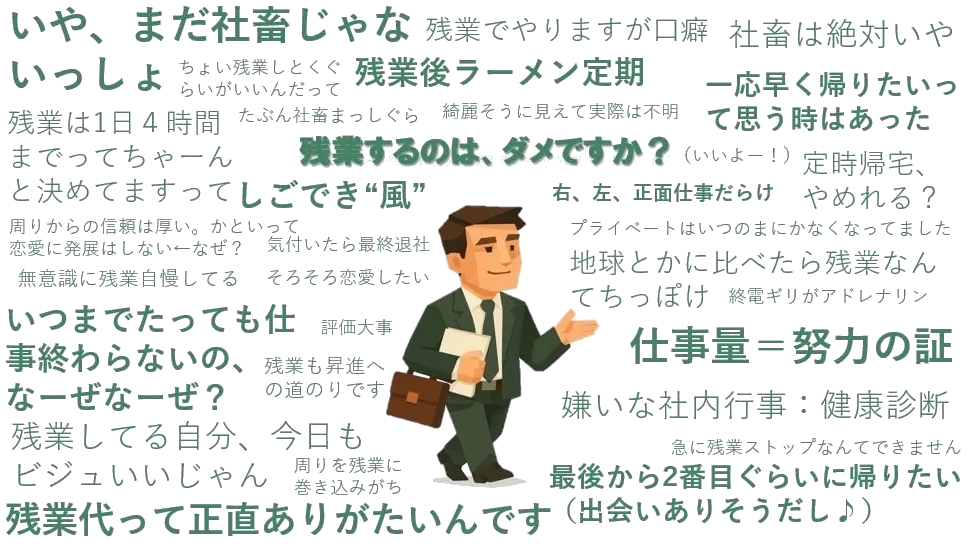 いや、まだ社畜じゃな
いっしょ
残業でやりますが口癖
社畜は絶対いや
ちょい残業しとくぐ
らいがいいんだって
残業後ラーメン定期
一応早く帰りたいっ
て思う時はあった
残業は1日４時間
までってちゃーん
と決めてますって
たぶん社畜まっしぐら
綺麗そうに見えて実際は不明
残業するのは、ダメですか？
（いいよー！）
定時帰宅、
やめれる？
しごでき“風”
右、左、正面仕事だらけ
周りからの信頼は厚い。かといって
恋愛に発展はしない←なぜ？
気付いたら最終退社
プライベートはいつのまにかなくなってました
無意識に残業自慢してる
そろそろ恋愛したい
地球とかに比べたら残業なん
てちっぽけ
終電ギリがアドレナリン
いつまでたっても仕
事終わらないの、
なーぜなーぜ？
評価大事
残業も昇進へ
の道のりです
仕事量＝努力の証
嫌いな社内行事：健康診断
残業してる自分、今日も
ビジュいいじゃん
周りを残業に
巻き込みがち
急に残業ストップなんてできません
最後から2番目ぐらいに帰りたい
（出会いありそうだし♪）
残業代って正直ありがたいんです